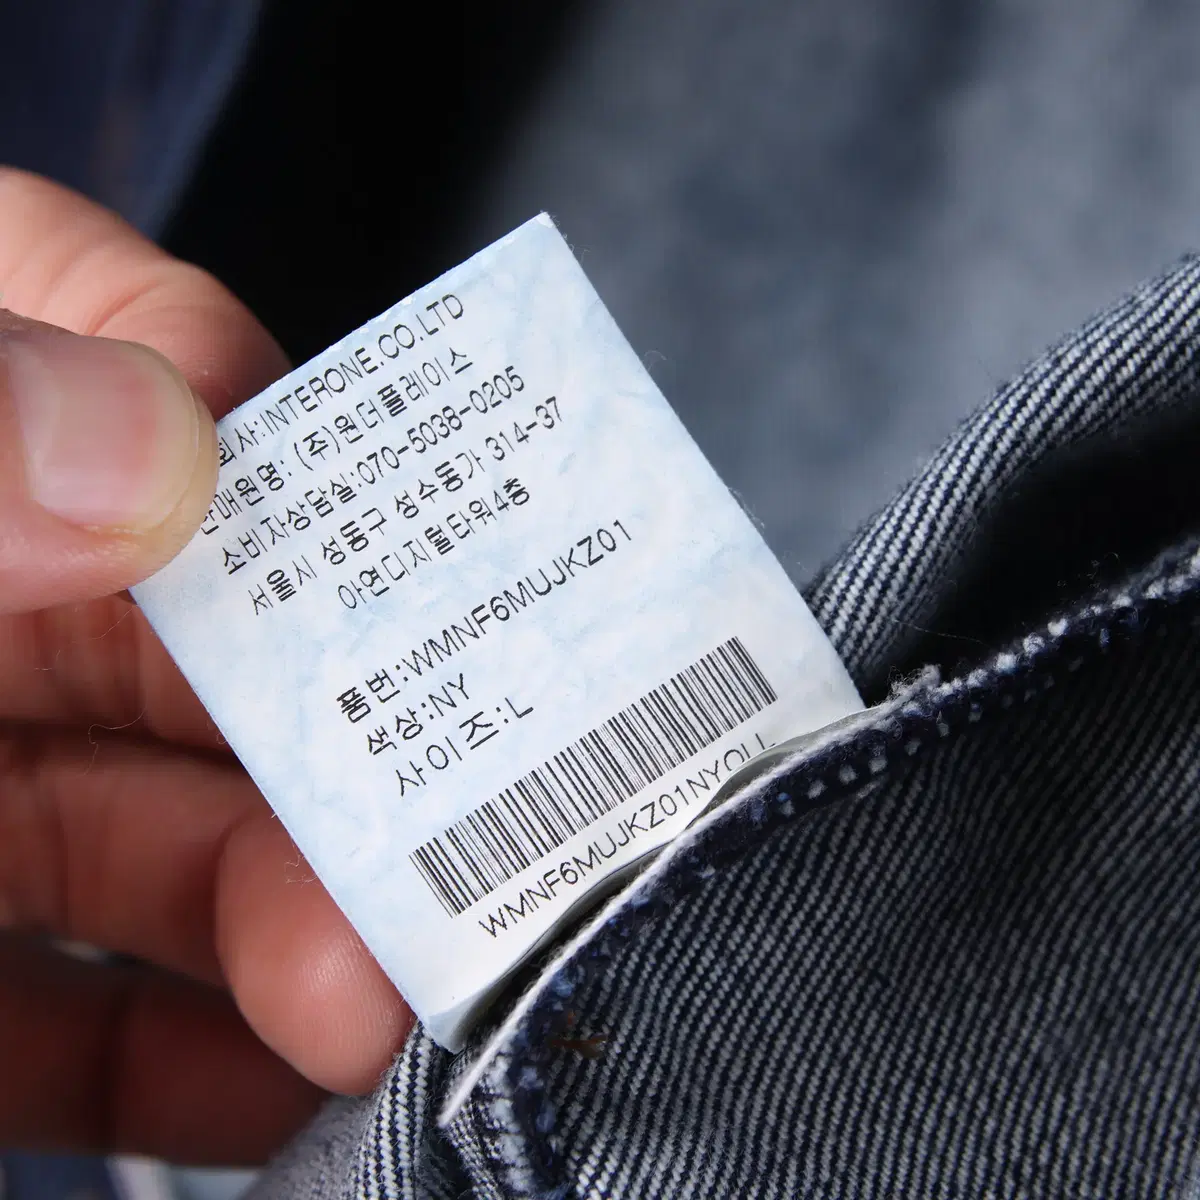 회사:INTERONE.CO.LTD
판매원명: (주)원더플레이스
소비자상담실:070-5038-0205
서울시 성동구 성수동가 314-37
아연디지털타워4층
품번:WMNF6MUJKZ01
색상:NY
사이즈:L
WMNF6MUJKZ01NY0LL